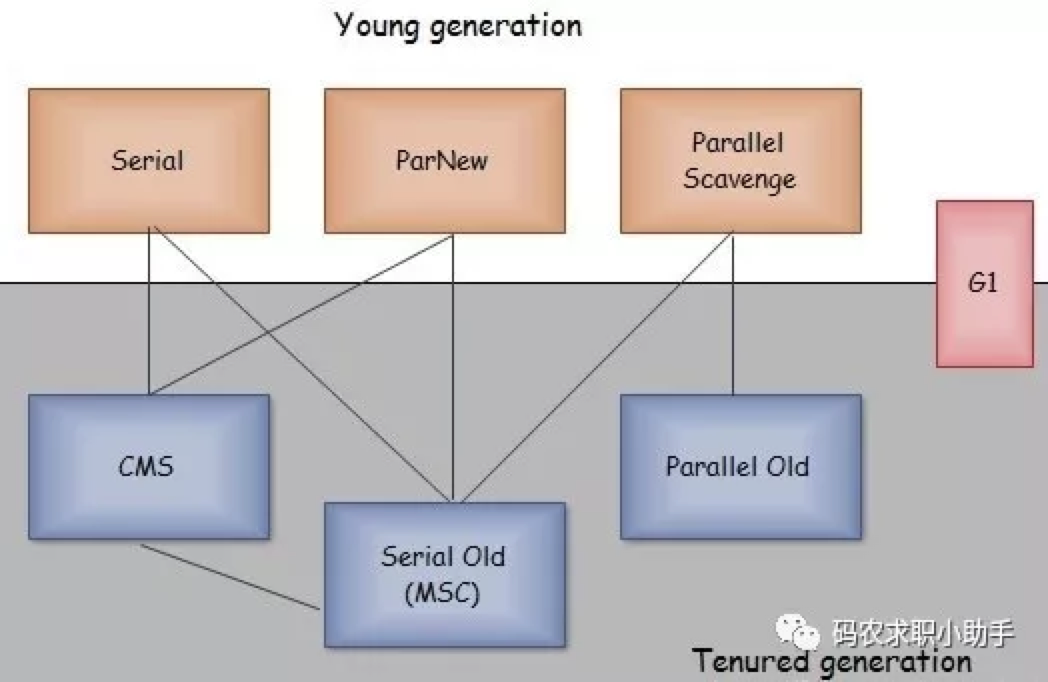 Young generation
Serial
ParNew
Parallel
Scavenge
G1
CMS
Parallel Old
Serial Old
(MSC)
码农求职小助手
Tenured generation